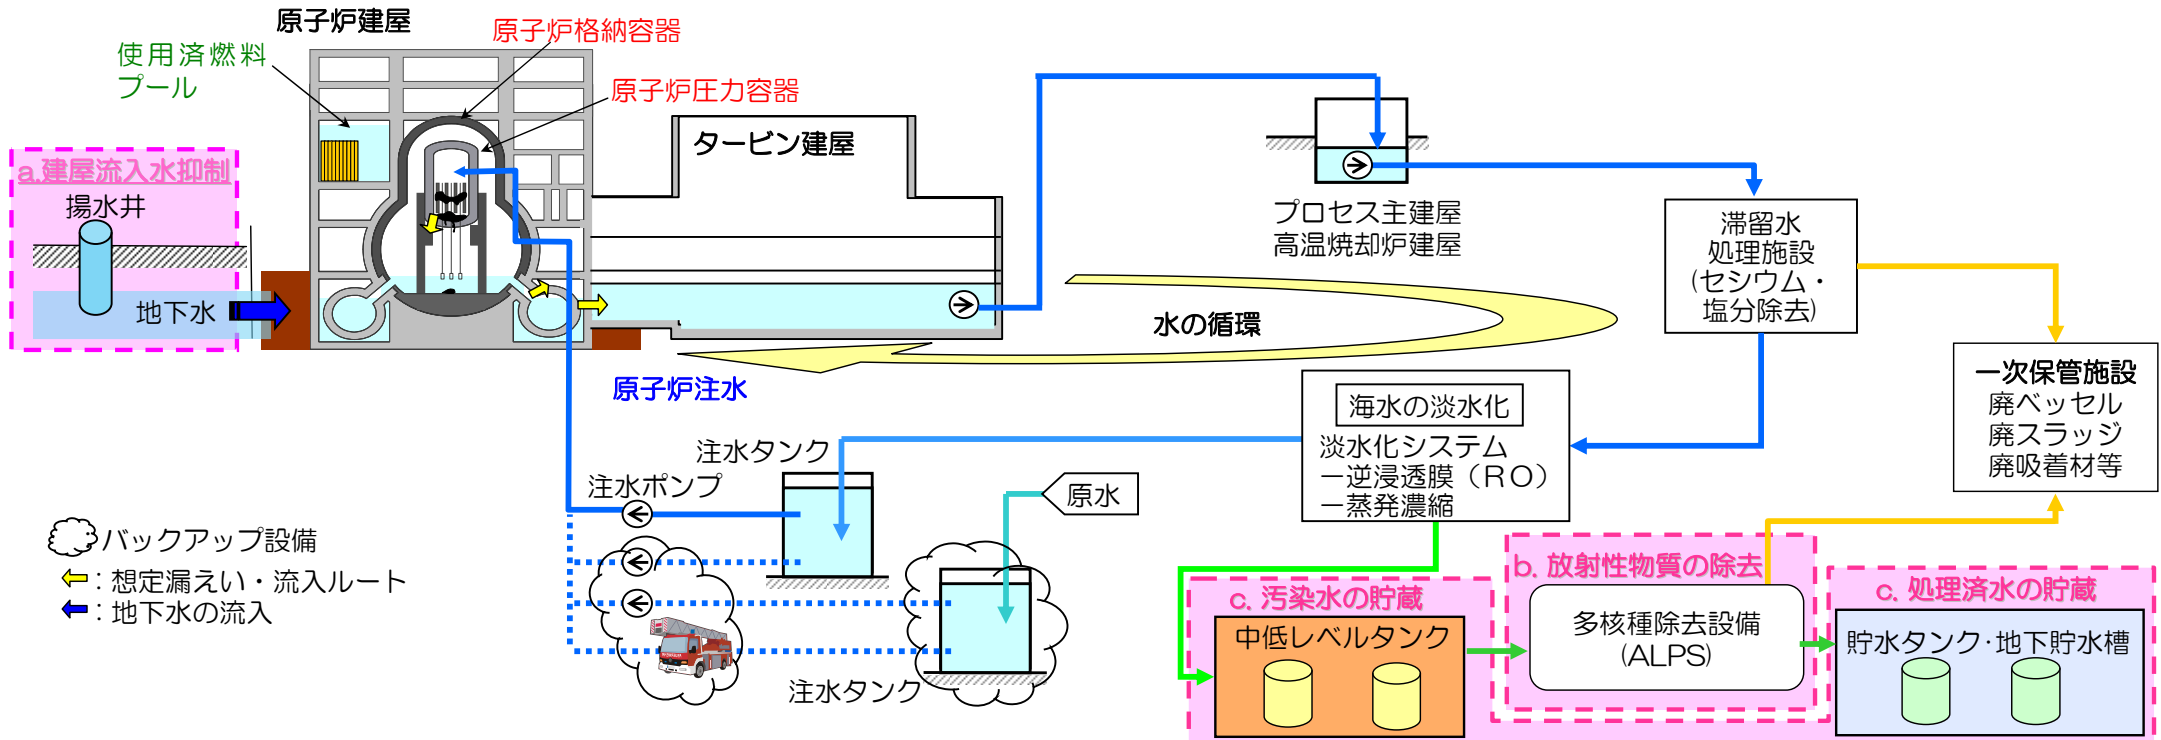 原子炉建屋
原子炉格納容器
使用済燃料
プール
原子炉圧力容器
タービン建屋
a.建屋流入水抑制
揚水井
地下水
プロセス主建屋
高温焼却炉建屋
滞留水
処理施設
(セシウム・
塩分除去)
水の循環
原子炉注水
一次保管施設
廃ベッセル
廃スラッジ
廃吸着材等
海水の淡水化
淡水化システム
－逆浸透膜（ＲＯ）
－蒸発濃縮
注水タンク
注水ポンプ
原水
バックアップ設備
：想定漏えい・流入ルート
：地下水の流入
注水タンク
c. 汚染水の貯蔵
中低レベルタンク
b. 放射性物質の除去
多核種除去設備
(ALPS)
c. 処理済水の貯蔵
貯水タンク・地下貯水槽